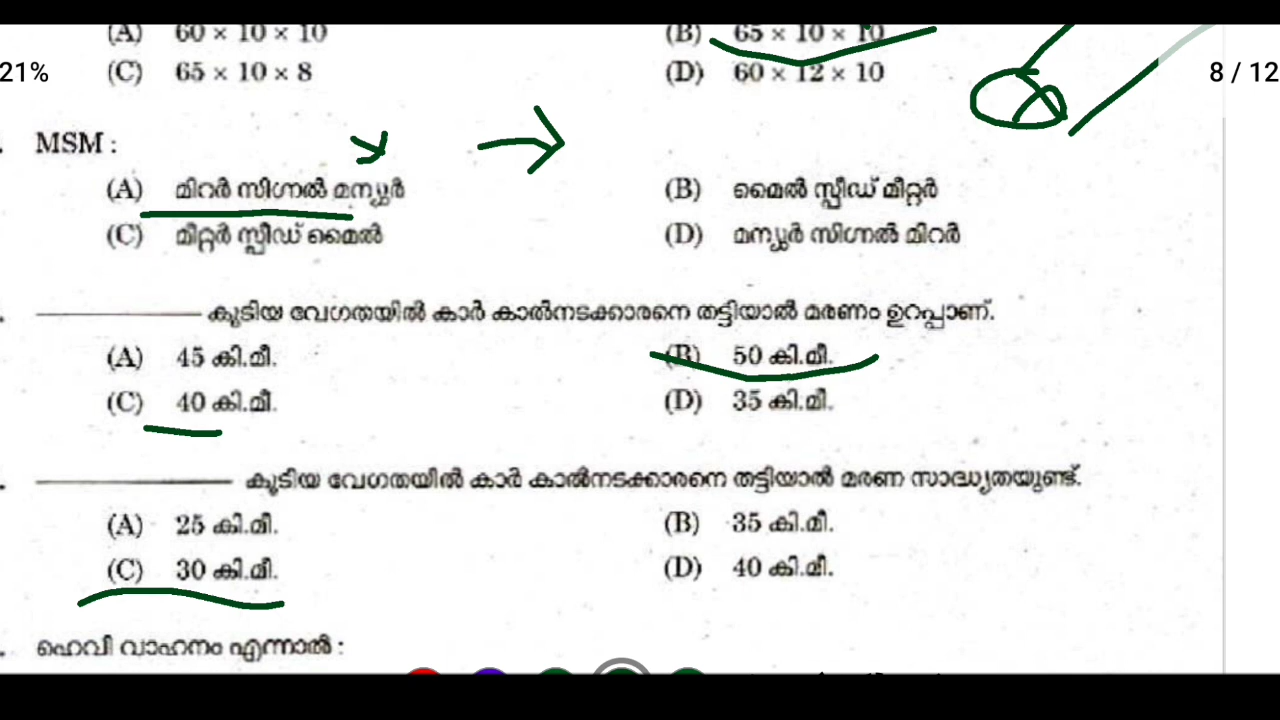 (A) 60 × 10 × 10 (B) 65 × 10 × 10
21% (C) 65 × 10 × 8 (D) 60 × 12 × 10 8 / 12
MSM :
(A) മിറർ സിഗ്നൽ മന്യുർ (B) മൈൽ സ്പീഡ് മീറ്റർ
(C) മീറ്റർ സ്പീഡ് മൈൽ (D) മന്യുർ സിഗ്നൽ മിറർ
കൂടിയ വേഗതയിൽ കാർ കാൽനടക്കാരനെ തട്ടിയാൽ മരണം ഉറപ്പാണ്.
(A) 45 കി.മീ. (B) 50 കി.മീ.
(C) 40 കി.മീ. (D) 35 കി.മീ.
കൂടിയ വേഗതയിൽ കാർ കാൽനടക്കാരനെ തട്ടിയാൽ മരണ സാദ്ധ്യതയുണ്ട്.
(A) 25 കി.മീ. (B) 35 കി.മീ.
(C) 30 കി.മീ. (D) 40 കി.മീ.
ഹെവി വാഹനം എന്നാൽ :